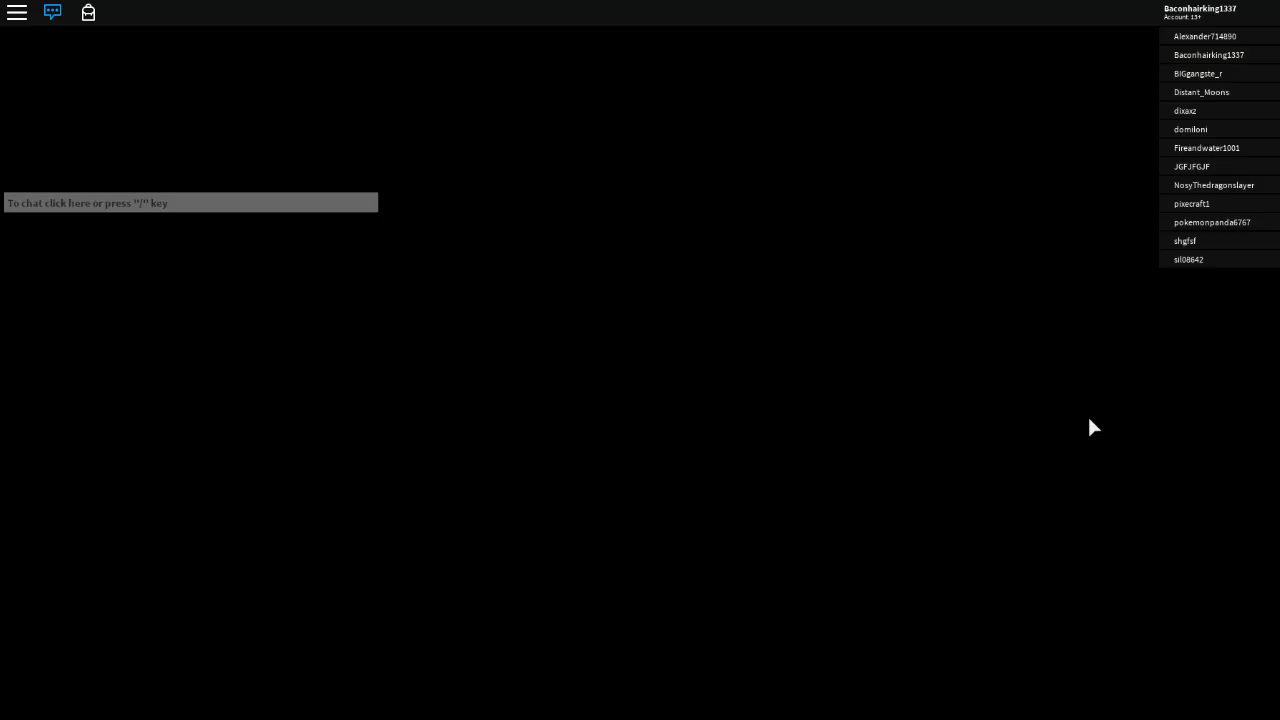 Baconhairking1337
Account: 13+
Alexander714890
Baconhairking1337
BIGgangste_r
Distant_Moons
dixaxz
domiloni
Fireandwater1001
JGFJFGJF
NosyThedragonslayer
pixecraft1
pokemonpanda6767
shgfsf
sil08642
To chat click here or press "/" key